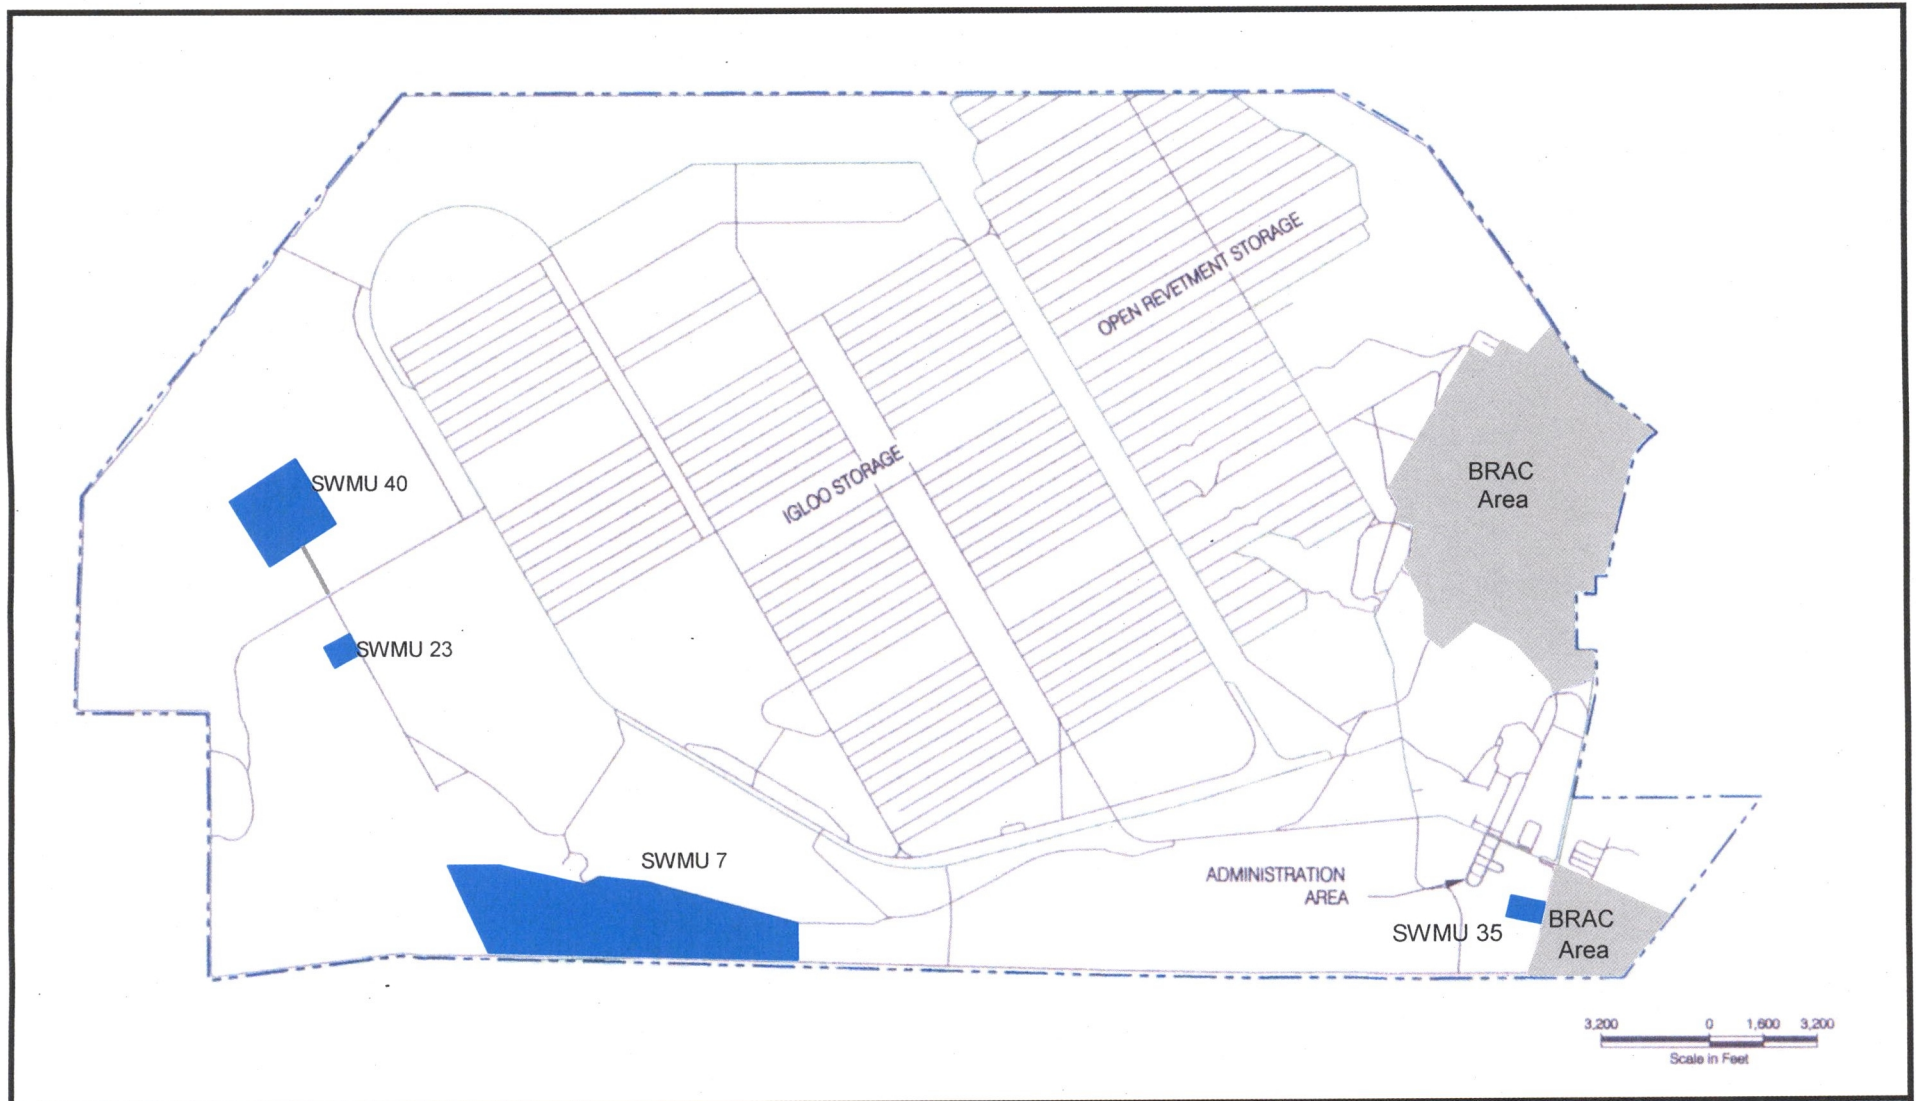 OPEN REVETMENT STORAGE
IGLOO STORAGE
BRAC
Area
SWMU 40
SWMU 23
SWMU 7
ADMINISTRATION
AREA
SWMU 35
BRAC
Area
3,200 0 1,600 3,200
Scale in Feet